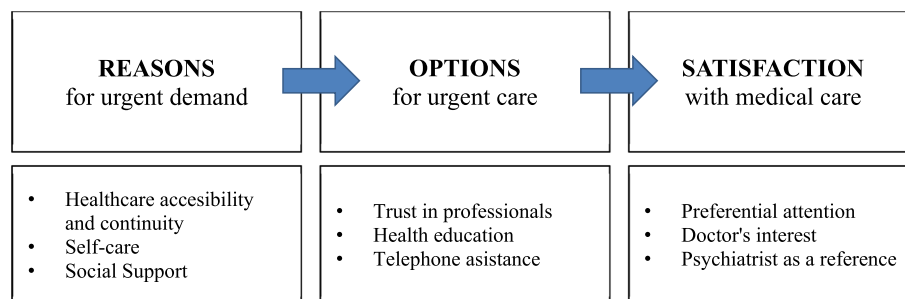 REASONS
for urgent demand
OPTIONS
for urgent care
SATISFACTION
with medical care
• Healthcare accesibility
and continuity
• Self-care
• Social Support
• Trust in professionals
• Health education
• Telephone asistance
• Preferential attention
• Doctor's interest
• Psychiatrist as a reference